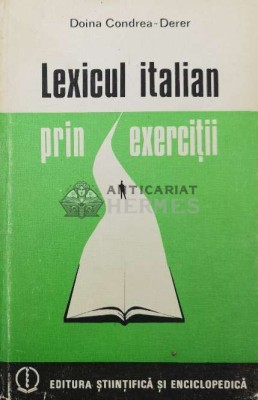 Doina Condrea-Derer
Lexicul italian
prin exerciții
ANTICARIAT
HERMES
EDITURA ȘTIINȚIFICĂ ȘI ENCICLOPEDICĂ